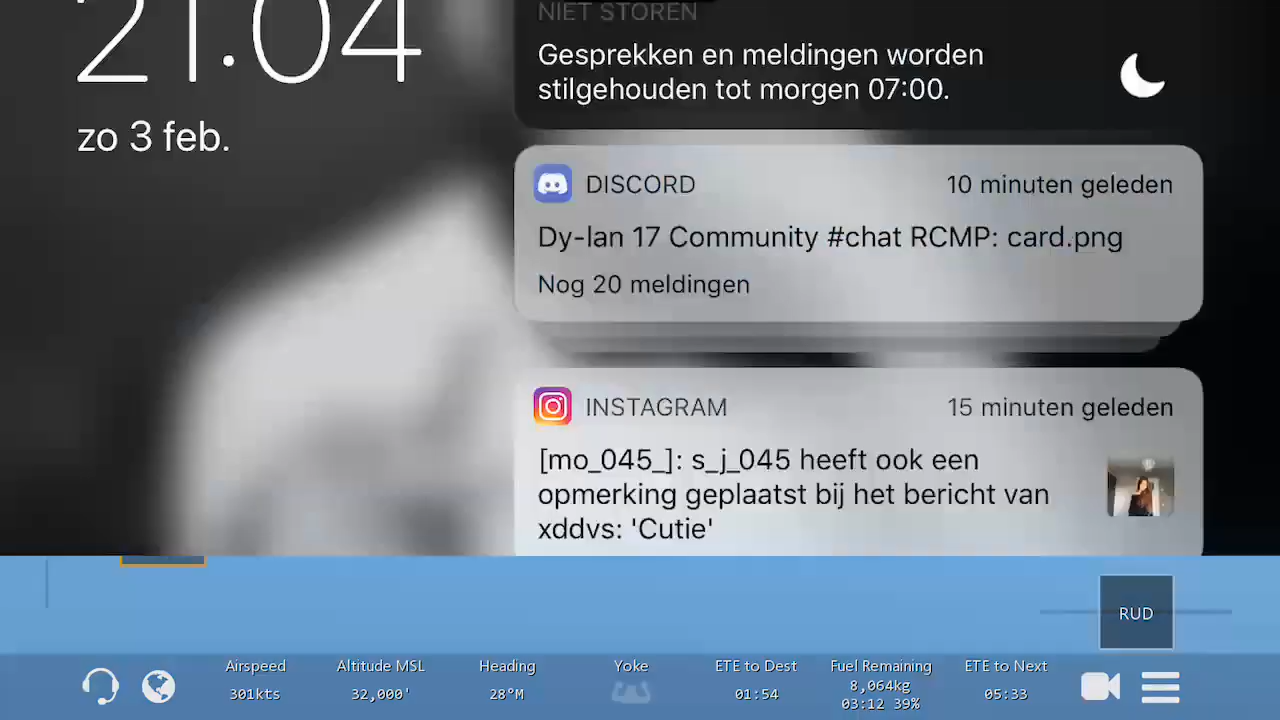 21:04
zo 3 feb.
NIET STOREN
Gesprekken en meldingen worden
stilgehouden tot morgen 07:00.
DISCORD 10 minuten geleden
Dy-lan 17 Community #chat RCMP: card.png
Nog 20 meldingen
INSTAGRAM 15 minuten geleden
[mo_045_]: s_j_045 heeft ook een
opmerking geplaatst bij het bericht van
xddvs: 'Cutie'
RUD
Airspeed Altitude MSL Heading Yoke ETE to Dest Fuel Remaining ETE to Next
301kts 32,000' 28°M 01:54 8,064kg 05:33
03:12 39%